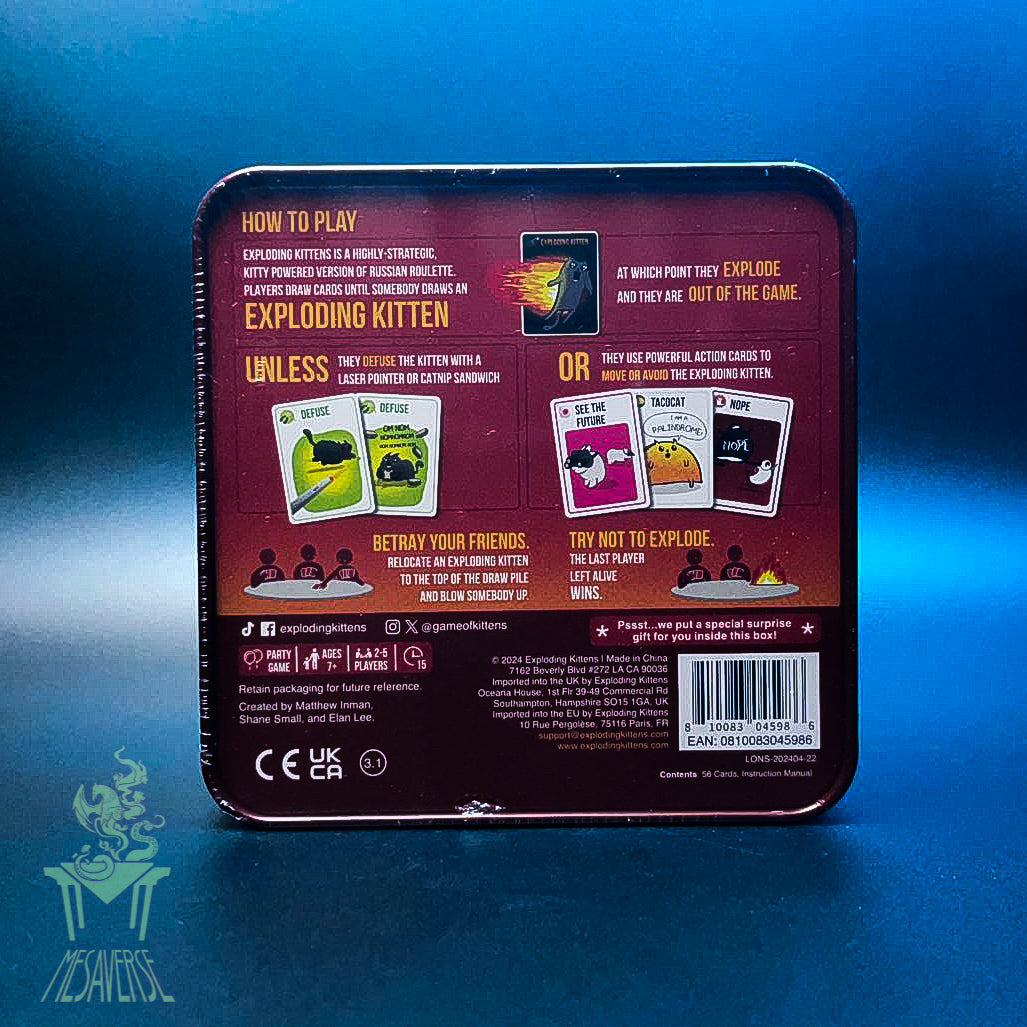 HOW TO PLAY
EXPLODING KITTENS IS A HIGHLY-STRATEGIC,
KITTY POWERED VERSION OF RUSSIAN ROULETTE.
PLAYERS DRAW CARDS UNTIL SOMEBODY DRAWS AN
EXPLODING KITTEN
EXPLODING KITTEN
AT WHICH POINT THEY EXPLODE
AND THEY ARE OUT OF THE GAME.
UNLESS THEY DEFUSE THE KITTEN WITH A
LASER POINTER OR CATNIP SANDWICH
DEFUSE
DEFUSE
OM NOM
NOMNOMNOM
OR THEY USE POWERFUL ACTION CARDS TO
MOVE OR AVOID THE EXPLODING KITTEN.
SEE THE
FUTURE
TACOCAT
I AM A
PALINDROME.
NOPE
NOPE
BETRAY YOUR FRIENDS.
RELOCATE AN EXPLODING KITTEN
TO THE TOP OF THE DRAW PILE
AND BLOW SOMEBODY UP.
TRY NOT TO EXPLODE.
THE LAST PLAYER
LEFT ALIVE
WINS.
explodingkittens @gameofkittens
* Pssst...we put a special surprise *
gift for you inside this box!
PARTY
GAME
AGES
7+
2-5
PLAYERS
15
Retain packaging for future reference.
Created by Matthew Inman,
Shane Small, and Elan Lee.
© 2024 Exploding Kittens | Made in China
7162 Beverly Blvd #272 LA CA 90036
Imported into the UK by Exploding Kittens
Oceana House, 1st Flr 39-49 Commercial Rd
Southampton, Hampshire SO15 1GA, UK
Imported into the EU by Exploding Kittens
10 Rue Pergolèse, 75116 Paris, FR
support@explodingkittens.com
www.explodingkittens.com
8 10083 04598 6
EAN: 0810083045986
LONS-202404-22
Contents 56 Cards, Instruction Manual
CE
UK
CA
3.1
MESAVERSE